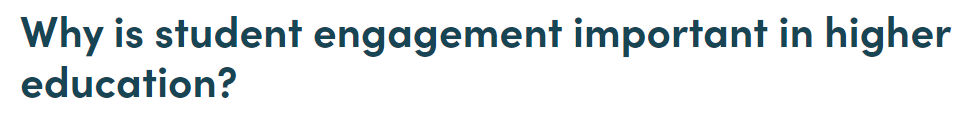 Why is student engagement important in higher
education?